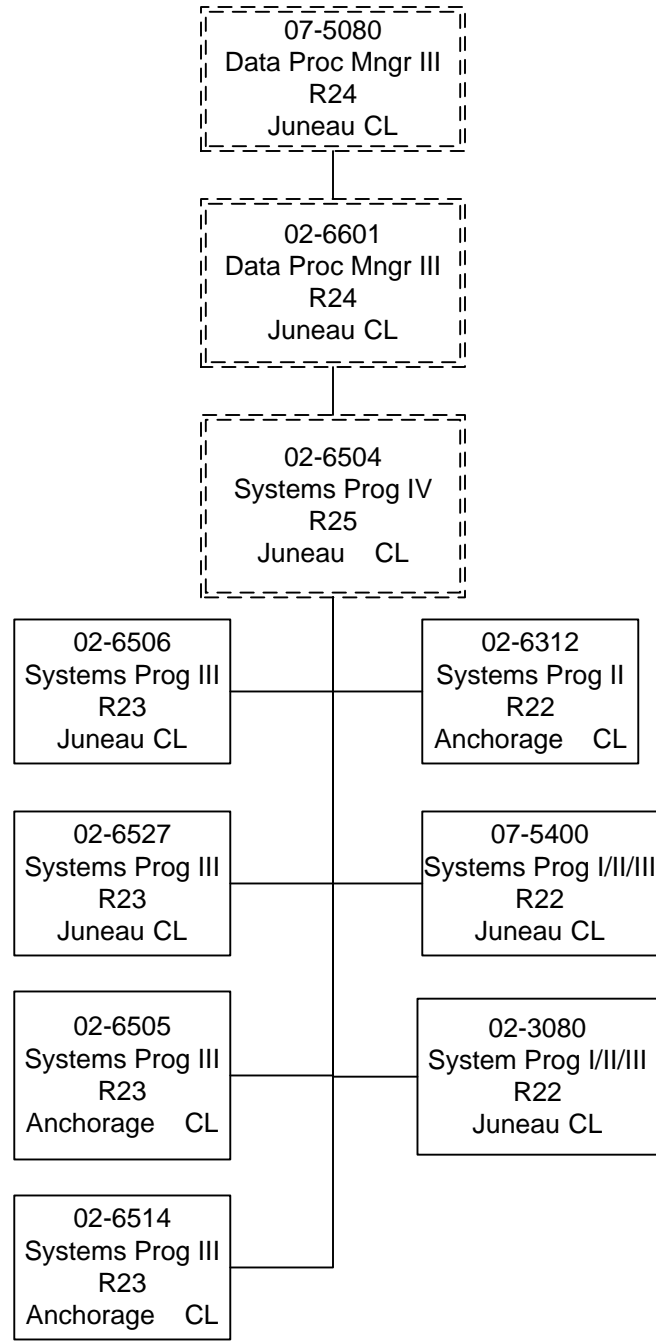 07-5080
Data Proc Mngr III
R24
Juneau CL
02-6601
Data Proc Mngr III
R24
Juneau CL
02-6504
Systems Prog IV
R25
Juneau CL
02-6506
Systems Prog III
R23
Juneau CL
02-6312
Systems Prog II
R22
Anchorage CL
02-6527
Systems Prog III
R23
Juneau CL
07-5400
Systems Prog I/II/III
R22
Juneau CL
02-6505
Systems Prog III
R23
Anchorage CL
02-3080
System Prog I/II/III
R22
Juneau CL
02-6514
Systems Prog III
R23
Anchorage CL